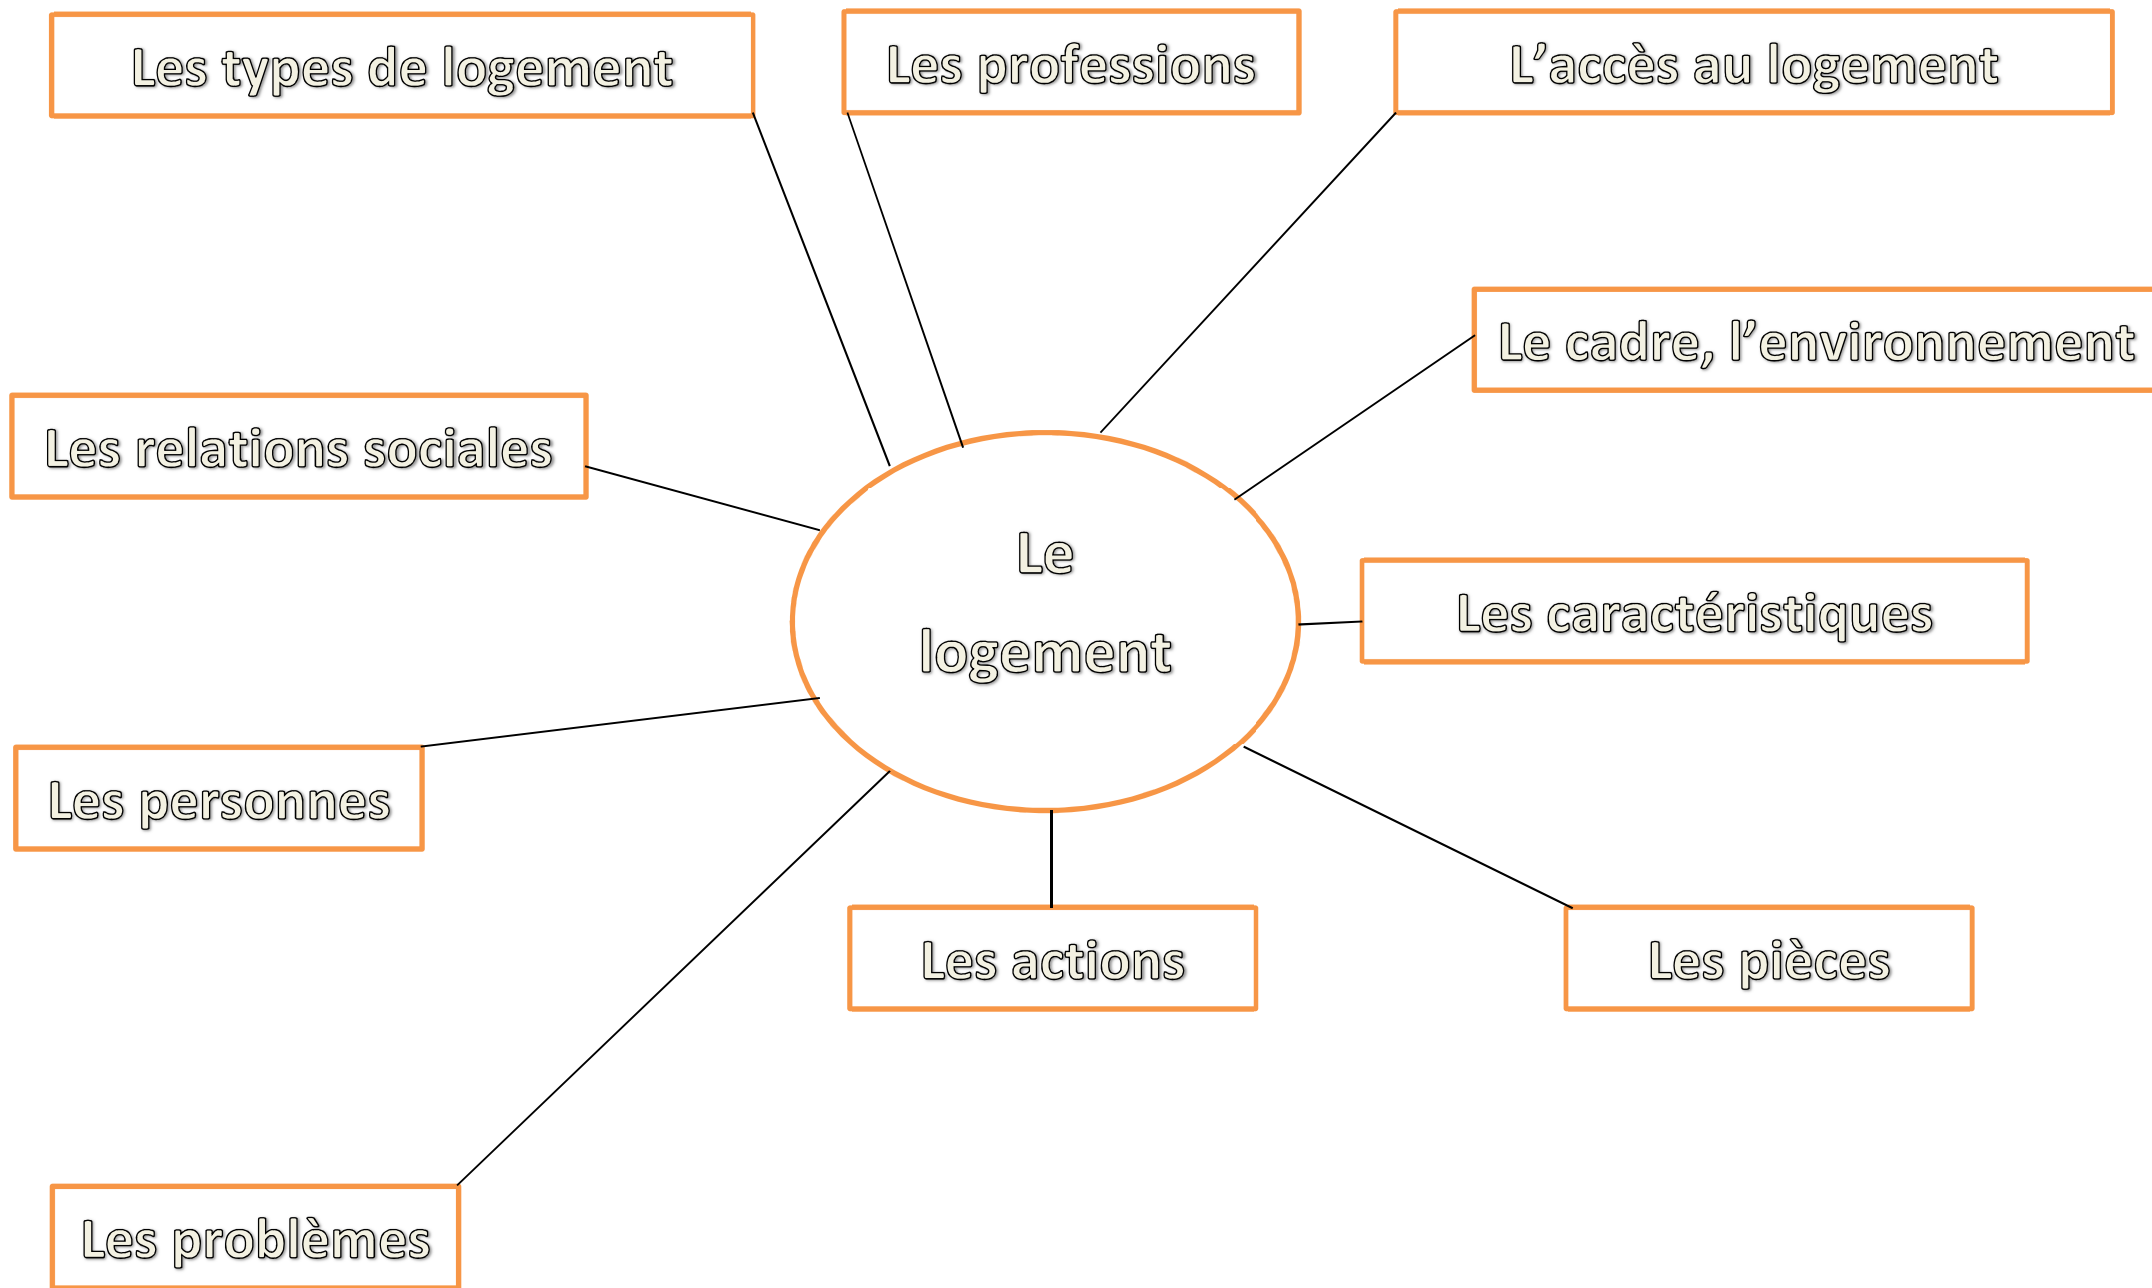 Les types de logement
Les professions
L’accès au logement
Le cadre, l’environnement
Les relations sociales
Le
logement
Les caractéristiques
Les personnes
Les actions
Les pièces
Les problèmes